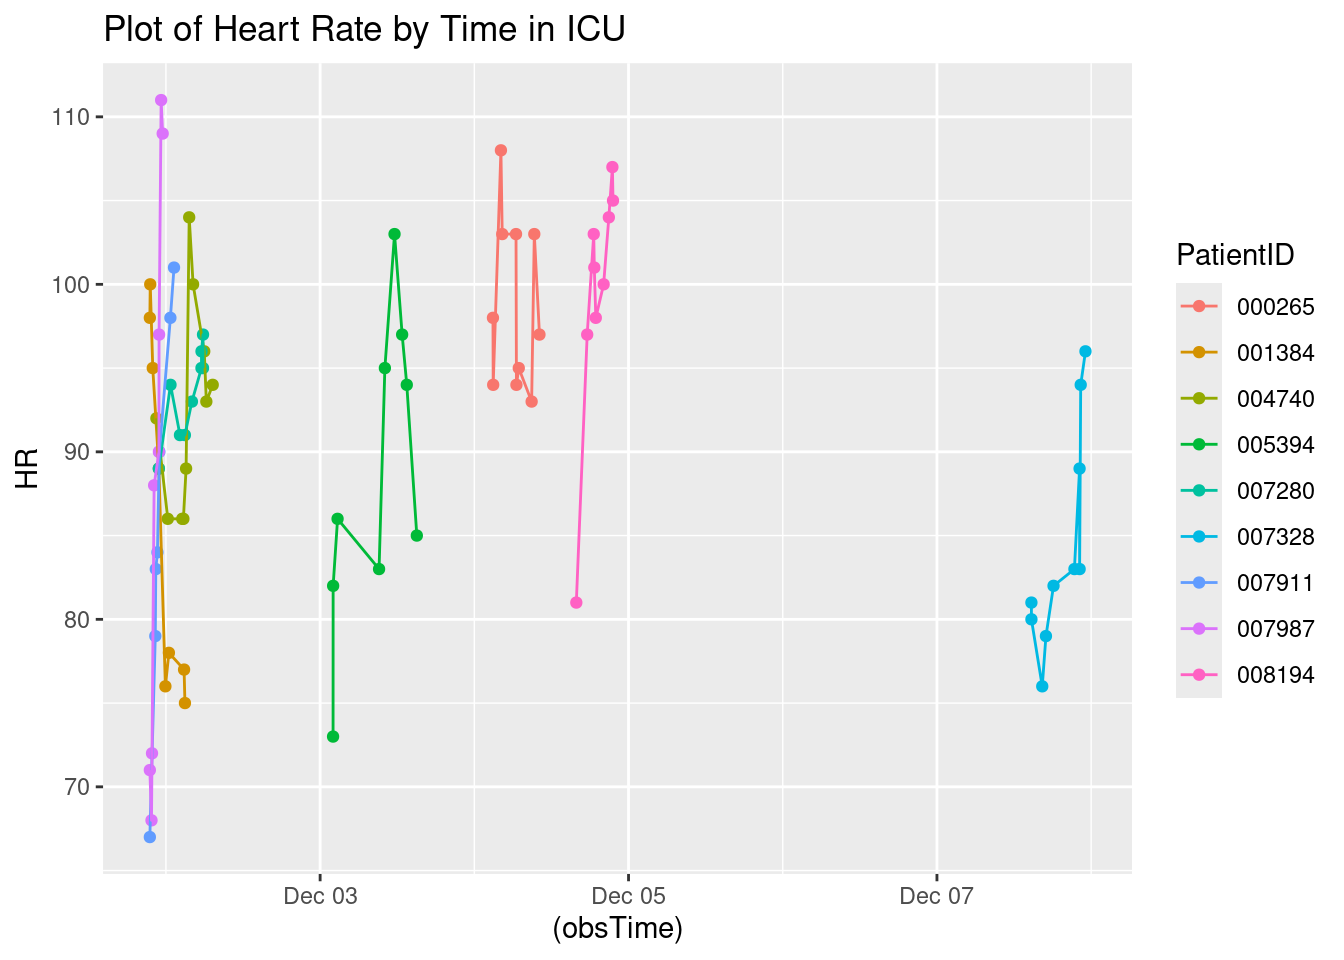 Plot of Heart Rate by Time in ICU
110
100
90
80
70
HR
Dec 03
Dec 05
Dec 07
(obsTime)
PatientID
000265
001384
004740
005394
007280
007328
007911
007987
008194